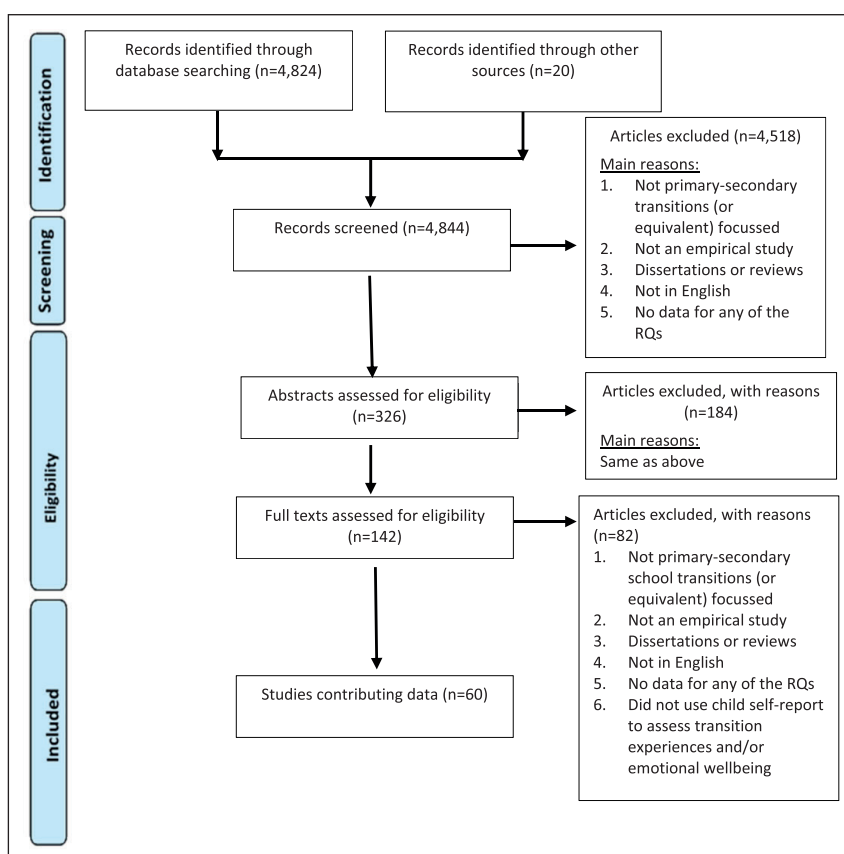 Identification
Records identified through
database searching (n=4,824)
Records identified through other
sources (n=20)
Articles excluded (n=4,518)
Main reasons:
1. Not primary-secondary
transitions (or
equivalent) focussed
2. Not an empirical study
3. Dissertations or reviews
4. Not in English
5. No data for any of the
RQs
Screening
Records screened (n=4,844)
Eligibility
Abstracts assessed for eligibility
(n=326)
Articles excluded, with reasons
(n=184)
Main reasons:
Same as above
Full texts assessed for eligibility
(n=142)
Articles excluded, with reasons
(n=82)
1. Not primary-secondary
school transitions (or
equivalent) focussed
2. Not an empirical study
3. Dissertations or reviews
4. Not in English
5. No data for any of the RQs
6. Did not use child self-report
to assess transition
experiences and/or
emotional wellbeing
Included
Studies contributing data (n=60)